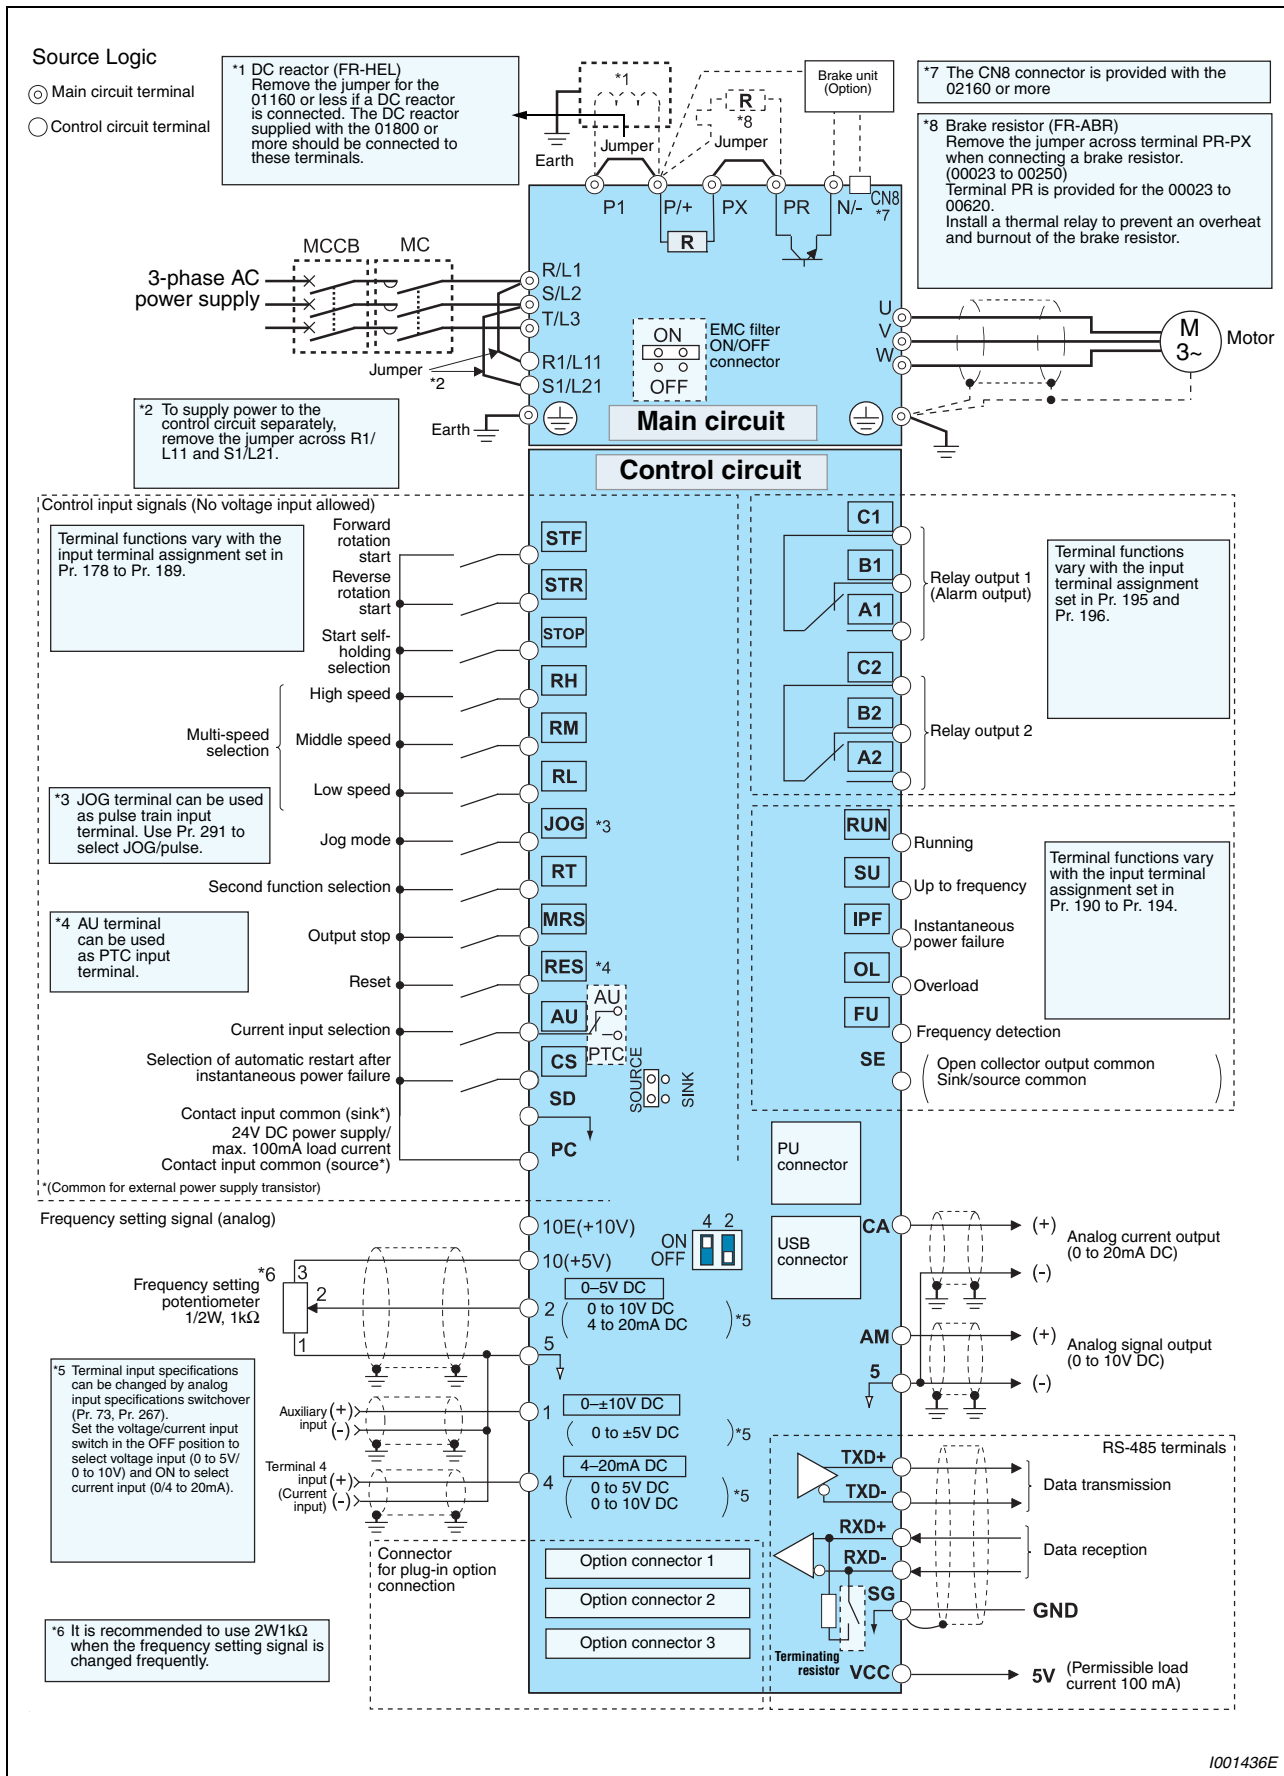 Source Logic
Main circuit terminal
Control circuit terminal
*1 DC reactor (FR-HEL)
Remove the jumper for the
01160 or less if a DC reactor
is connected. The DC reactor
supplied with the 01800 or
more should be connected to
these terminals.
*1
Earth
Jumper
R
*8
Jumper
Brake unit
(Option)
*7 The CN8 connector is provided with the
02160 or more
*8 Brake resistor (FR-ABR)
Remove the jumper across terminal PR-PX
when connecting a brake resistor.
(00023 to 00250)
Terminal PR is provided for the 00023 to
00620.
Install a thermal relay to prevent an overheat
and burnout of the brake resistor.
P1
P/+
PX
PR
N/-
CN8
*7
R
MCCB
MC
3-phase AC
power supply
R/L1
S/L2
T/L3
R1/L11
S1/L21
Jumper
*2
Earth
ON
OFF
EMC filter
ON/OFF
connector
U
V
W
M
3~
Motor
Main circuit
*2 To supply power to the
control circuit separately,
remove the jumper across R1/
L11 and S1/L21.
Control circuit
Control input signals (No voltage input allowed)
Terminal functions vary with the
input terminal assignment set in
Pr. 178 to Pr. 189.
Forward
rotation
start
STF
Reverse
rotation
start
STR
Start self-
holding
selection
STOP
Multi-speed
selection
High speed
RH
Middle speed
RM
Low speed
RL
*3 JOG terminal can be used
as pulse train input
terminal. Use Pr. 291 to
select JOG/pulse.
Jog mode
JOG
*3
Second function selection
RT
*4 AU terminal
can be used
as PTC input
terminal.
Output stop
MRS
Reset
RES
*4
Current input selection
AU
AU
PTC
Selection of automatic restart after
instantaneous power failure
CS
SOURCE
SINK
Contact input common (sink*)
SD
24V DC power supply/
max. 100mA load current
Contact input common (source*)
PC
*(Common for external power supply transistor)
C1
B1
A1
Relay output 1
(Alarm output)
C2
B2
A2
Relay output 2
Terminal functions
vary with the input
terminal assignment
set in Pr. 195 and
Pr. 196.
RUN
Running
SU
Up to frequency
IPF
Instantaneous
power failure
OL
Overload
FU
Frequency detection
SE
Open collector output common
Sink/source common
Terminal functions vary
with the input terminal
assignment set in
Pr. 190 to Pr. 194.
PU
connector
USB
connector
Frequency setting signal (analog)
10E(+10V)
10(+5V)
ON
OFF
4 2
*6
3
2
1
Frequency setting
potentiometer
1/2W, 1kΩ
2
0–5V DC
0 to 10V DC
4 to 20mA DC
*5
5
*5 Terminal input specifications
can be changed by analog
input specifications switchover
(Pr. 73, Pr. 267).
Set the voltage/current input
switch in the OFF position to
select voltage input (0 to 5V/
0 to 10V) and ON to select
current input (0/4 to 20mA).
Auxiliary
input
(+)
(-)
1
0–±10V DC
0 to ±5V DC
*5
Terminal 4
input
(Current
input)
(+)
(-)
4
4–20mA DC
0 to 5V DC
0 to 10V DC
*5
CA
(+)
(-)
Analog current output
(0 to 20mA DC)
AM
5
(+)
(-)
Analog signal output
(0 to 10V DC)
RS-485 terminals
TXD+
TXD-
Data transmission
RXD+
RXD-
Data reception
SG
GND
Terminating
resistor
VCC
5V
(Permissible load
current 100 mA)
Connector
for plug-in option
connection
Option connector 1
Option connector 2
Option connector 3
*6 It is recommended to use 2W1kΩ
when the frequency setting signal is
changed frequently.
I001436E